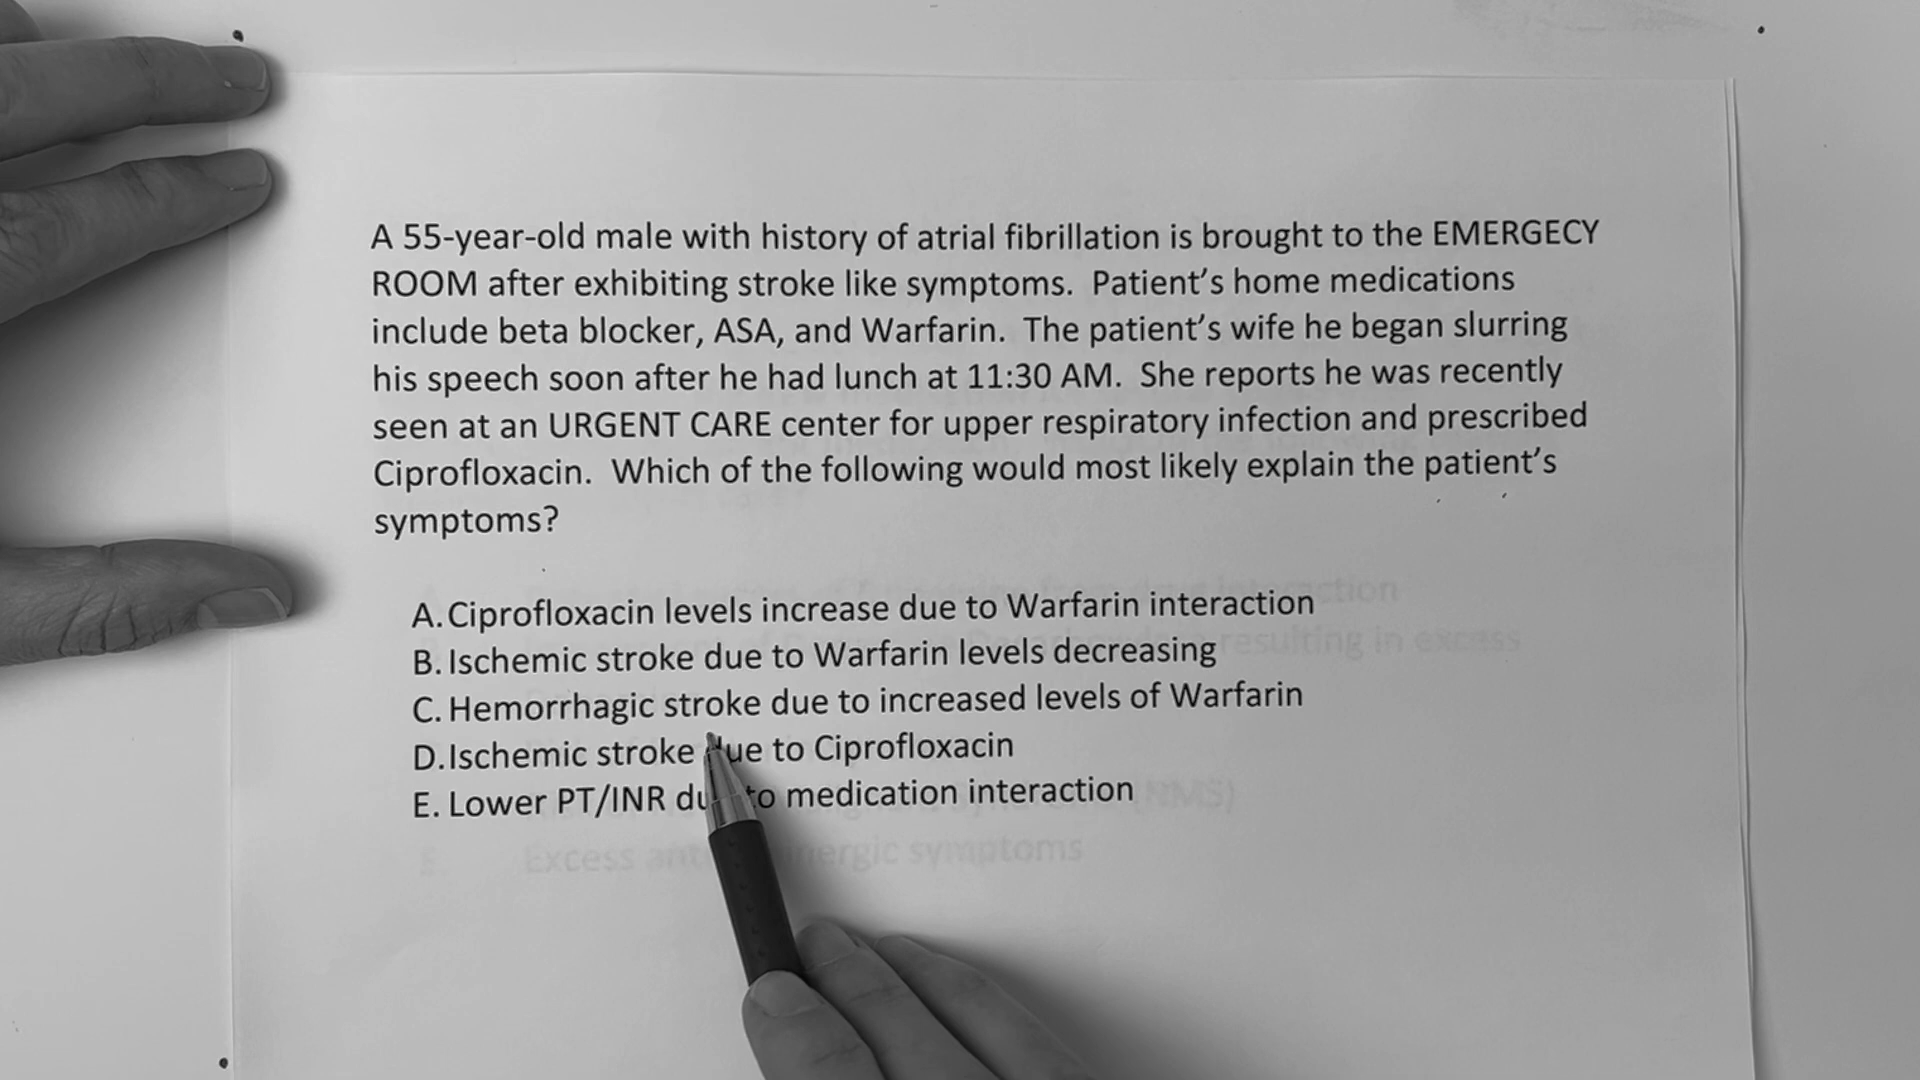 A 55-year-old male with history of atrial fibrillation is brought to the EMERGECY
ROOM after exhibiting stroke like symptoms. Patient's home medications
include beta blocker, ASA, and Warfarin. The patient's wife he began slurring
his speech soon after he had lunch at 11:30 AM. She reports he was recently
seen at an URGENT CARE center for upper respiratory infection and prescribed
Ciprofloxacin. Which of the following would most likely explain the patient's
symptoms?
A. Ciprofloxacin levels increase due to Warfarin interaction
B. Ischemic stroke due to Warfarin levels decreasing
C. Hemorrhagic stroke due to increased levels of Warfarin
D. Ischemic stroke due to Ciprofloxacin
E. Lower PT/INR due to medication interaction